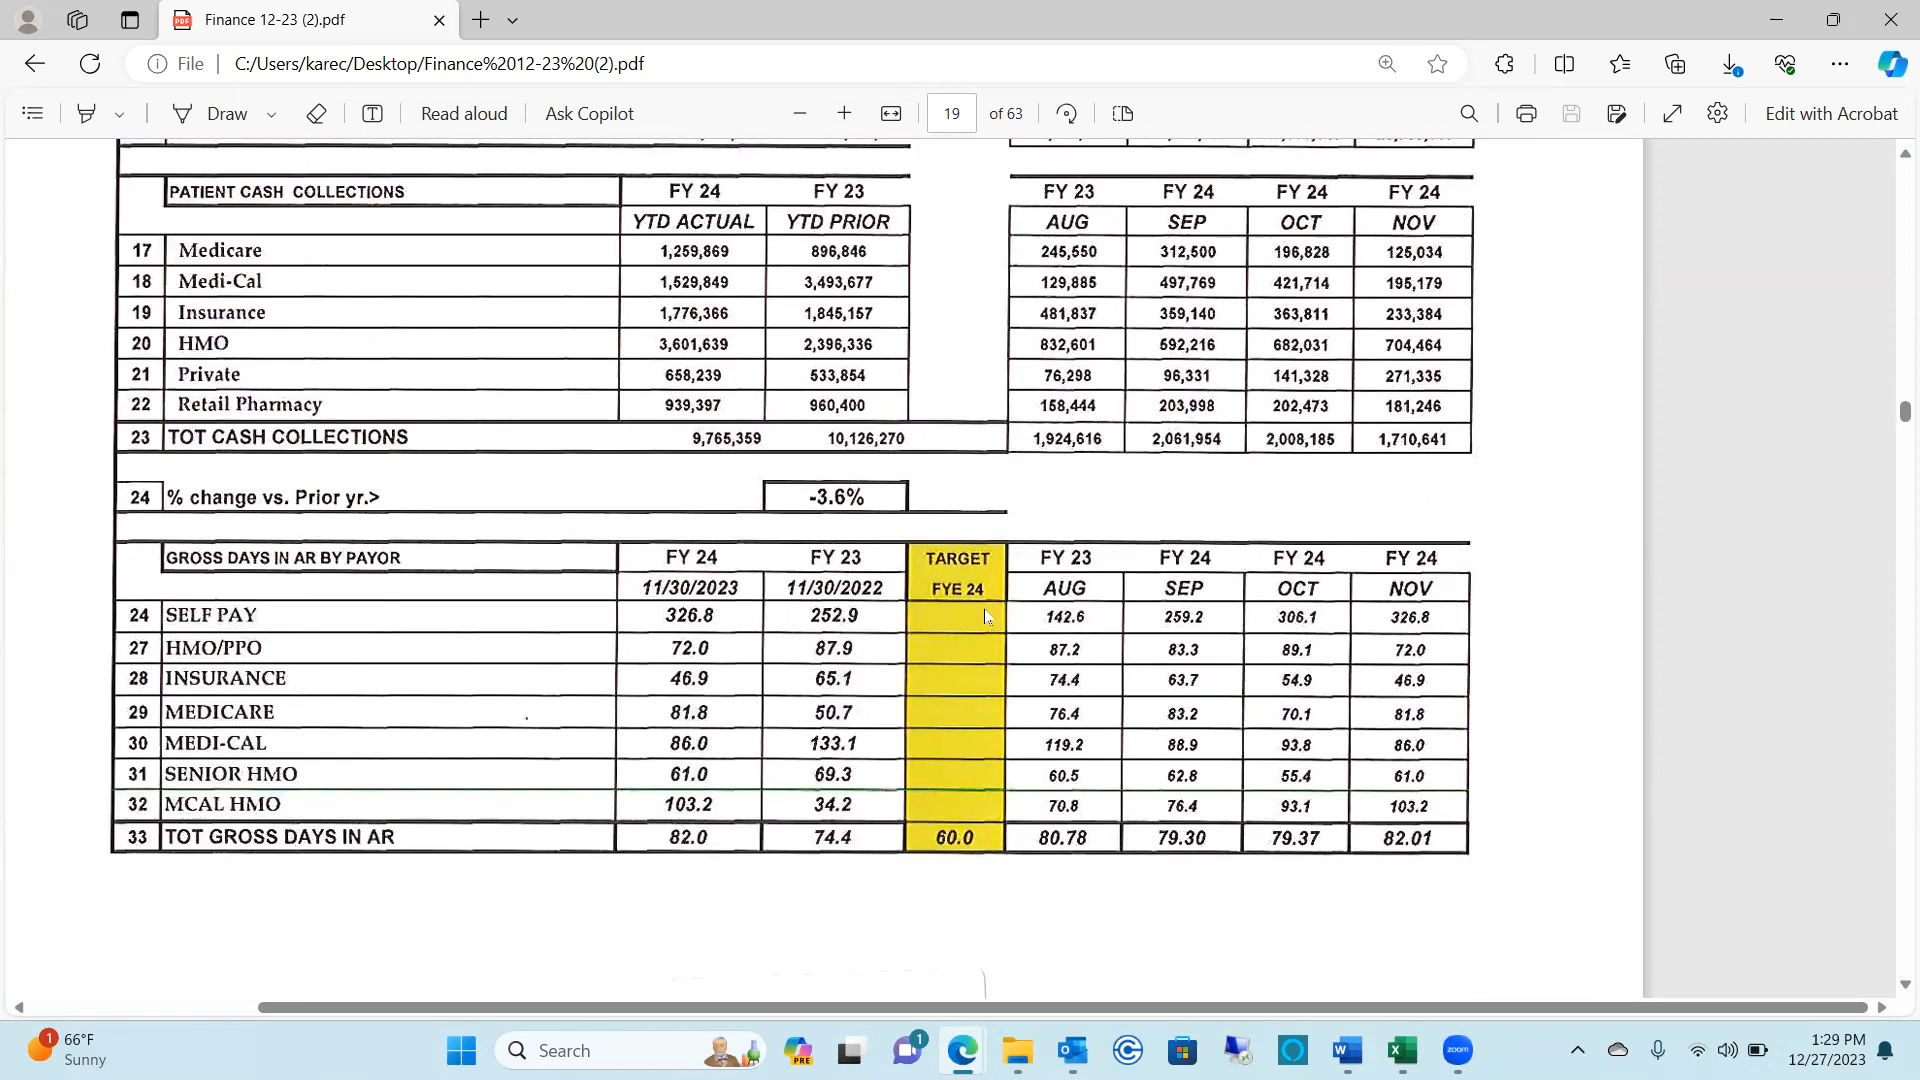 Finance 12-23 (2).pdf
File C:/Users/karec/Desktop/Finance%2012-23%20(2).pdf
Draw Read aloud Ask Copilot 19 of 63 Edit with Acrobat
PATIENT CASH COLLECTIONS FY 24 FY 23 FY 23 FY 24 FY 24 FY 24
YTD ACTUAL YTD PRIOR AUG SEP OCT NOV
17 Medicare 1,259,869 896,846 245,550 312,500 196,828 125,034
18 Medi-Cal 1,529,849 3,493,677 129,885 497,769 421,714 195,179
19 Insurance 1,776,366 1,845,157 481,837 359,140 363,811 233,384
20 HMO 3,601,639 2,396,336 832,601 592,216 682,031 704,464
21 Private 658,239 533,854 76,298 96,331 141,328 271,335
22 Retail Pharmacy 939,397 960,400 158,444 203,998 202,473 181,246
23 TOT CASH COLLECTIONS 9,765,359 10,126,270 1,924,616 2,061,954 2,008,185 1,710,641
24 % change vs. Prior yr.> -3.6%
GROSS DAYS IN AR BY PAYOR FY 24 FY 23 TARGET FY 23 FY 24 FY 24 FY 24
11/30/2023 11/30/2022 FYE 24 AUG SEP OCT NOV
24 SELF PAY 326.8 252.9 142.6 259.2 306.1 326.8
27 HMO/PPO 72.0 87.9 87.2 83.3 89.1 72.0
28 INSURANCE 46.9 65.1 74.4 63.7 54.9 46.9
29 MEDICARE 81.8 50.7 76.4 83.2 70.1 81.8
30 MEDI-CAL 86.0 133.1 119.2 88.9 93.8 86.0
31 SENIOR HMO 61.0 69.3 60.5 62.8 55.4 61.0
32 MCAL HMO 103.2 34.2 70.8 76.4 93.1 103.2
33 TOT GROSS DAYS IN AR 82.0 74.4 60.0 80.78 79.30 79.37 82.01
1 66°F
Sunny
Search
PRE
1
zoom
1:29 PM
12/27/2023